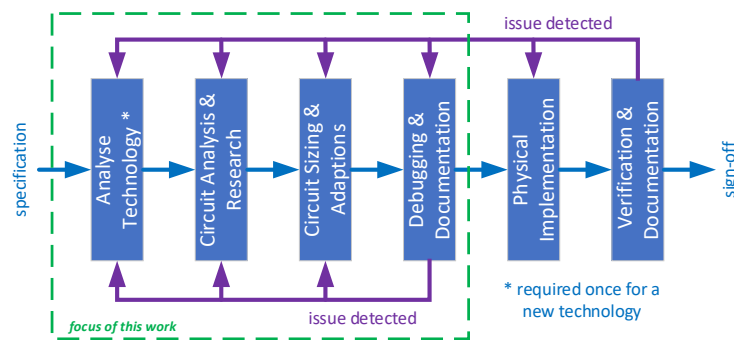 issue detected
specification
Analyse
Technology *
Circuit Analysis &
Research
Circuit Sizing &
Adaptions
Debugging &
Documentation
Physical
Implementation
Verification &
Documentation
sign-off
* required once for a
new technology
issue detected
focus of this work